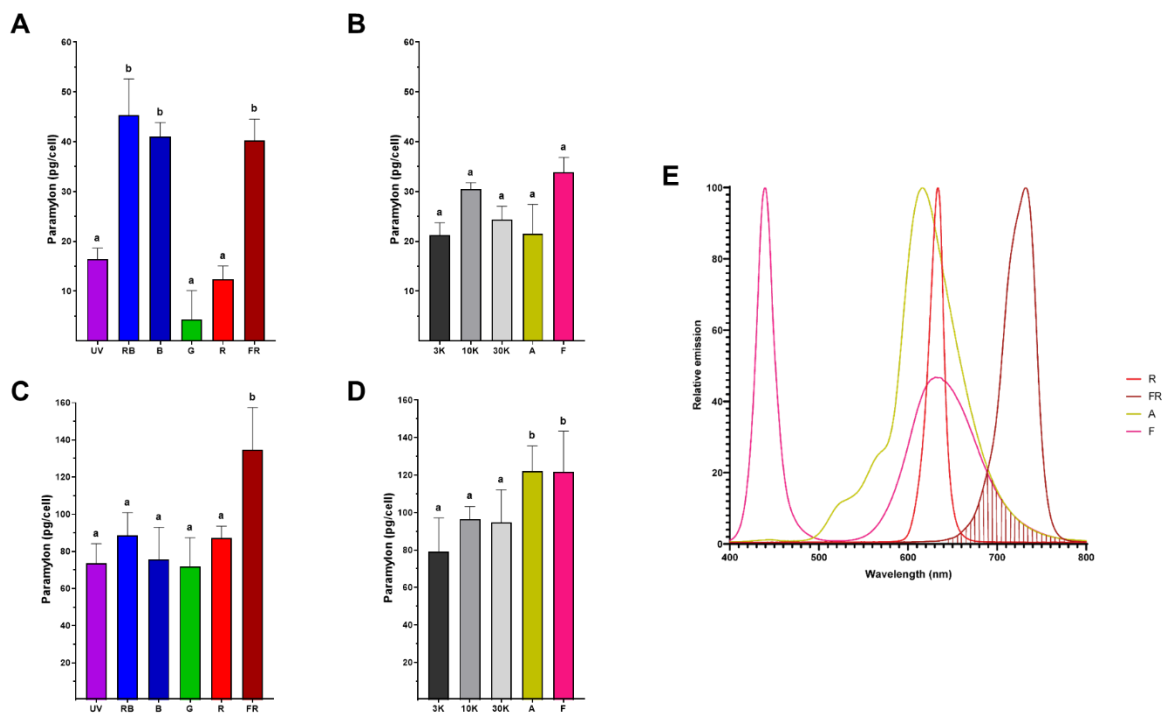 A
Paramylon (pg/cell)
60
50
40
30
20
10
a
b
b
a
a
b
UV RB B G R FR
B
Paramylon (pg/cell)
60
50
40
30
20
10
a
a
a
a
a
3K 10K 30K A F
C
Paramylon (pg/cell)
160
140
120
100
80
60
40
20
a
a
a
a
a
b
UV RB B G R FR
D
Paramylon (pg/cell)
160
140
120
100
80
60
40
20
a
a
a
b
b
3K 10K 30K A F
E
Relative emission
100
80
60
40
20
0
400 500 600 700 800
Wavelength (nm)
R
FR
A
F